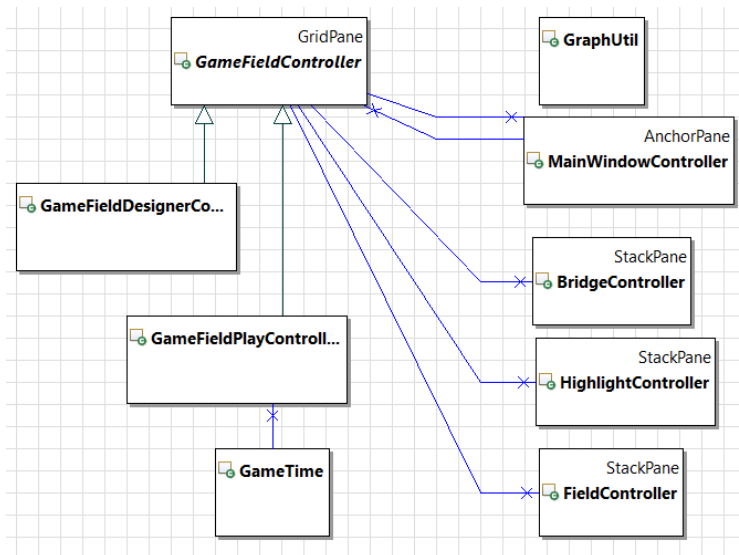 GridPane
GameFieldController
GraphUtil
AnchorPane
MainWindowController
GameFieldDesignerCo...
StackPane
BridgeController
GameFieldPlayControll...
StackPane
HighlightController
GameTime
StackPane
FieldController